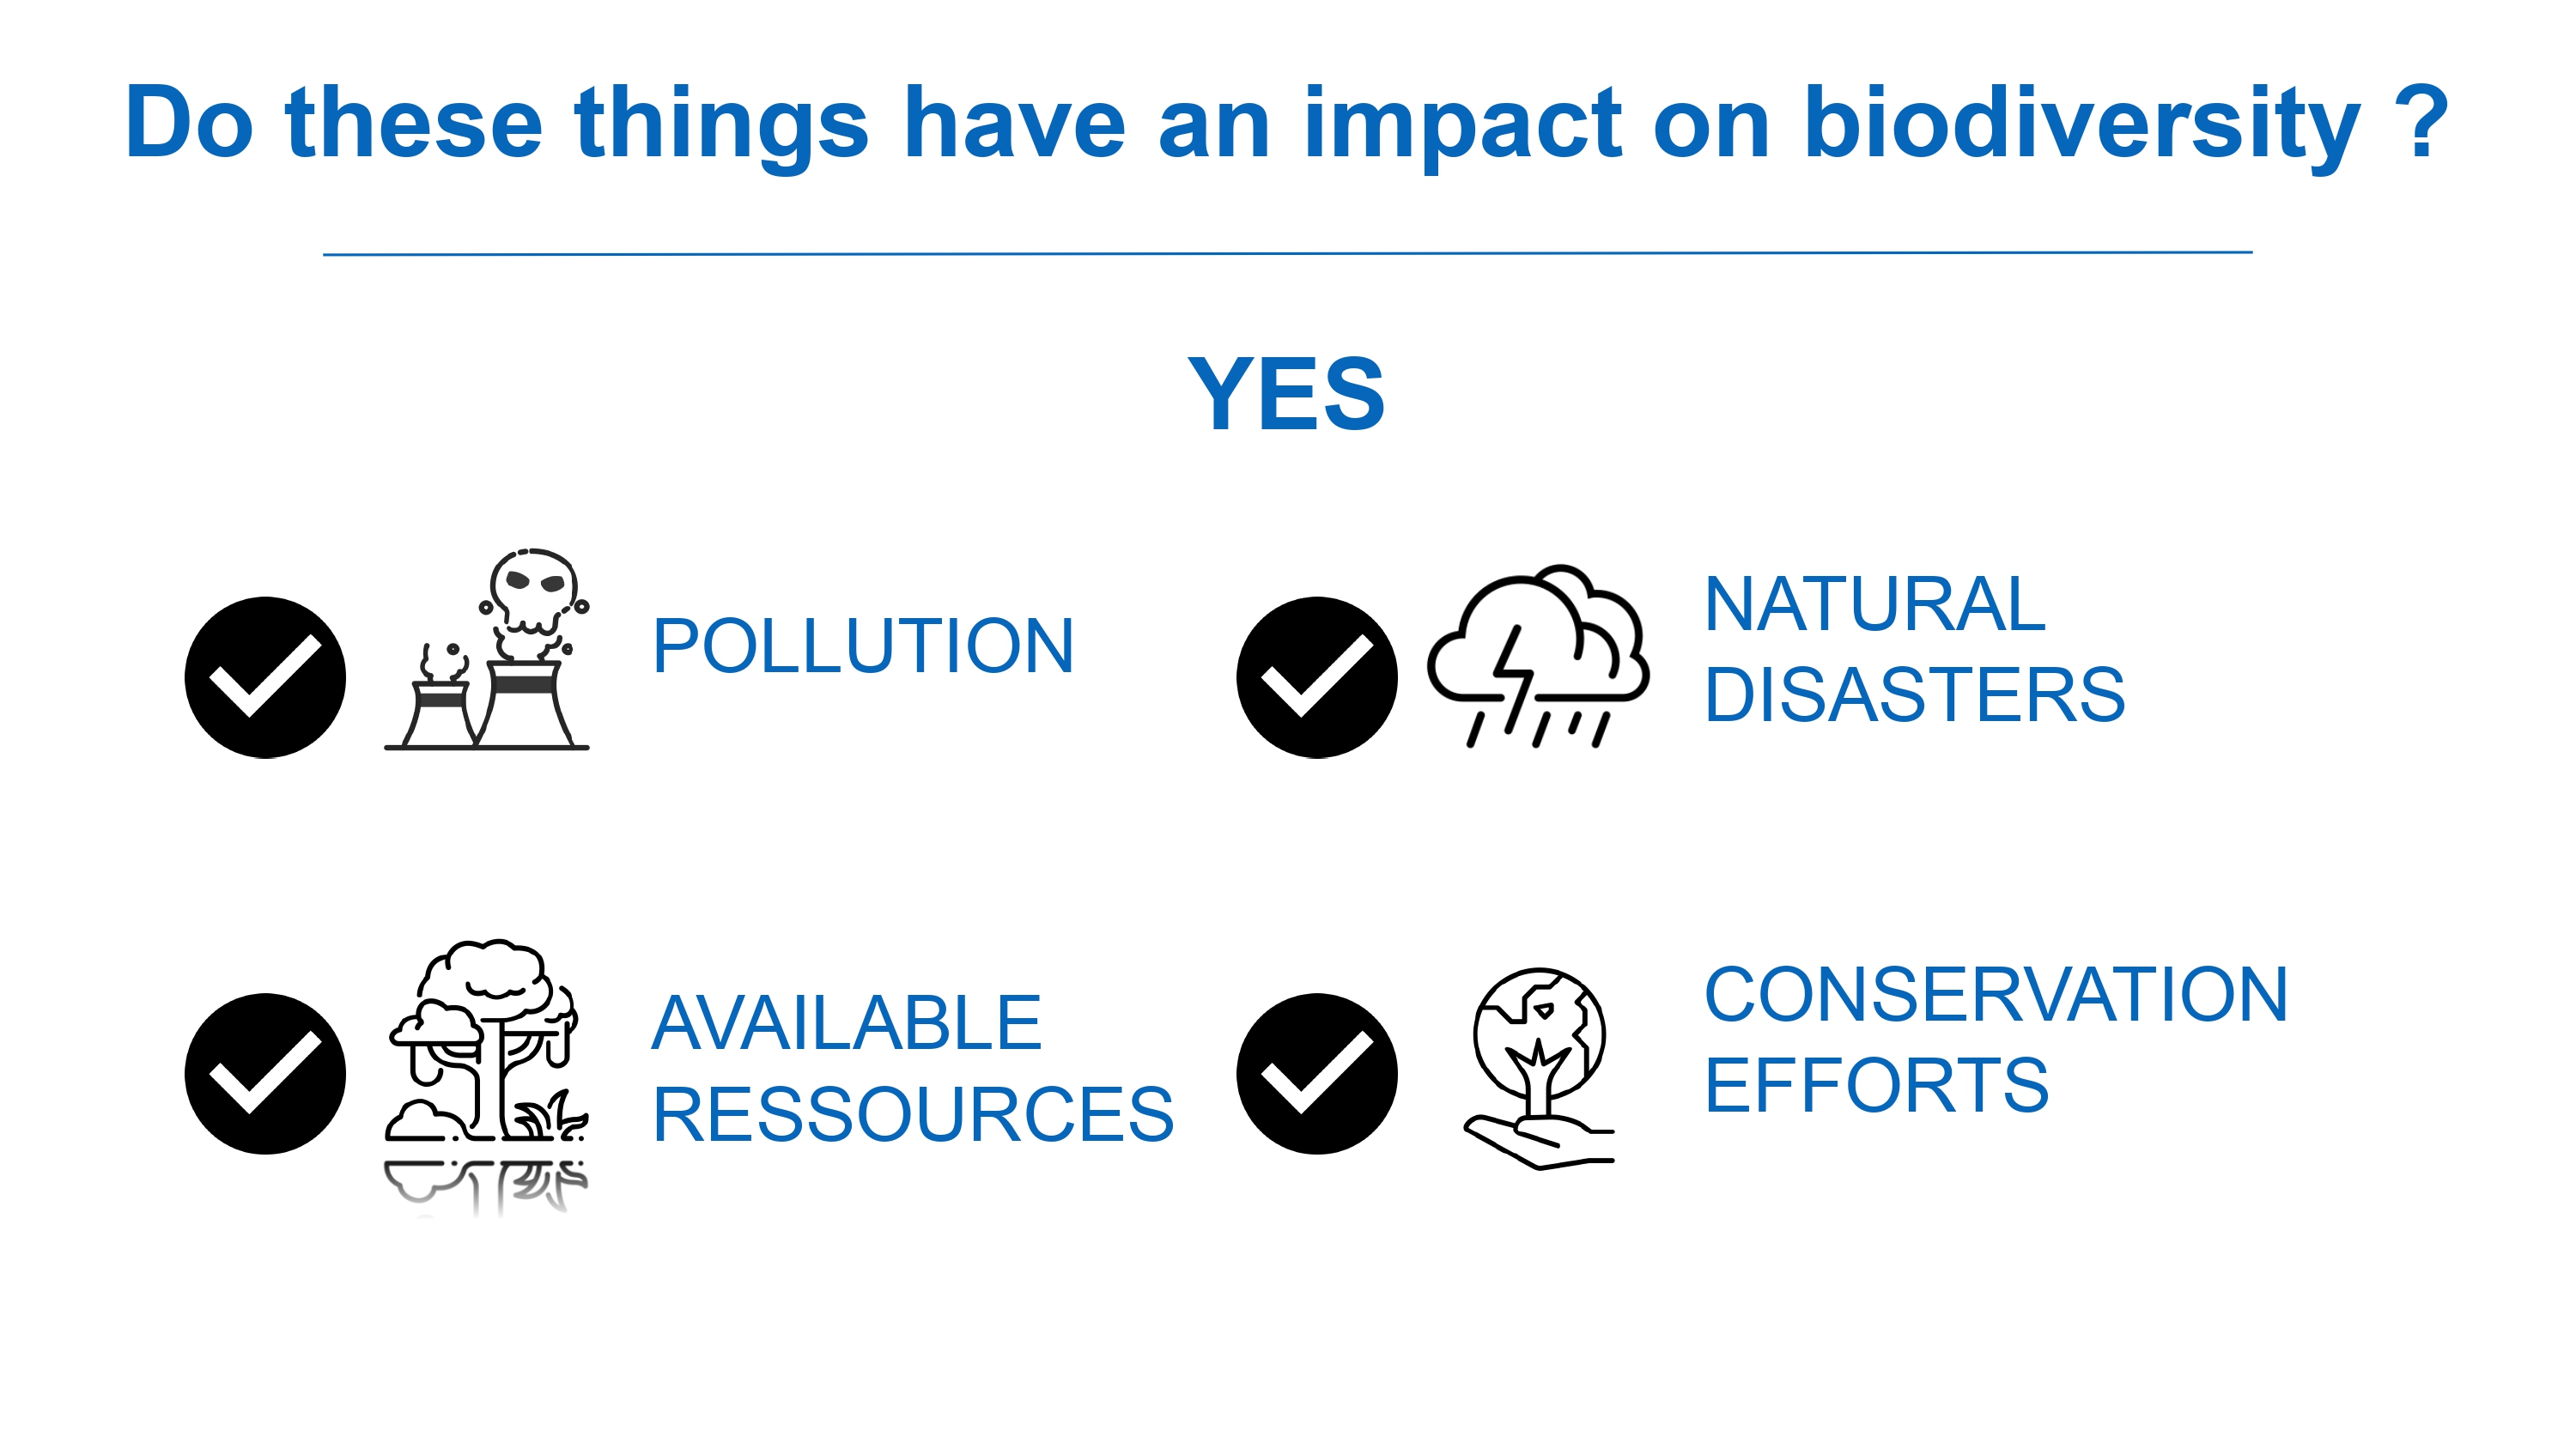 Do these things have an impact on biodiversity ?
YES
POLLUTION
NATURAL
DISASTERS
AVAILABLE
RESSOURCES
CONSERVATION
EFFORTS